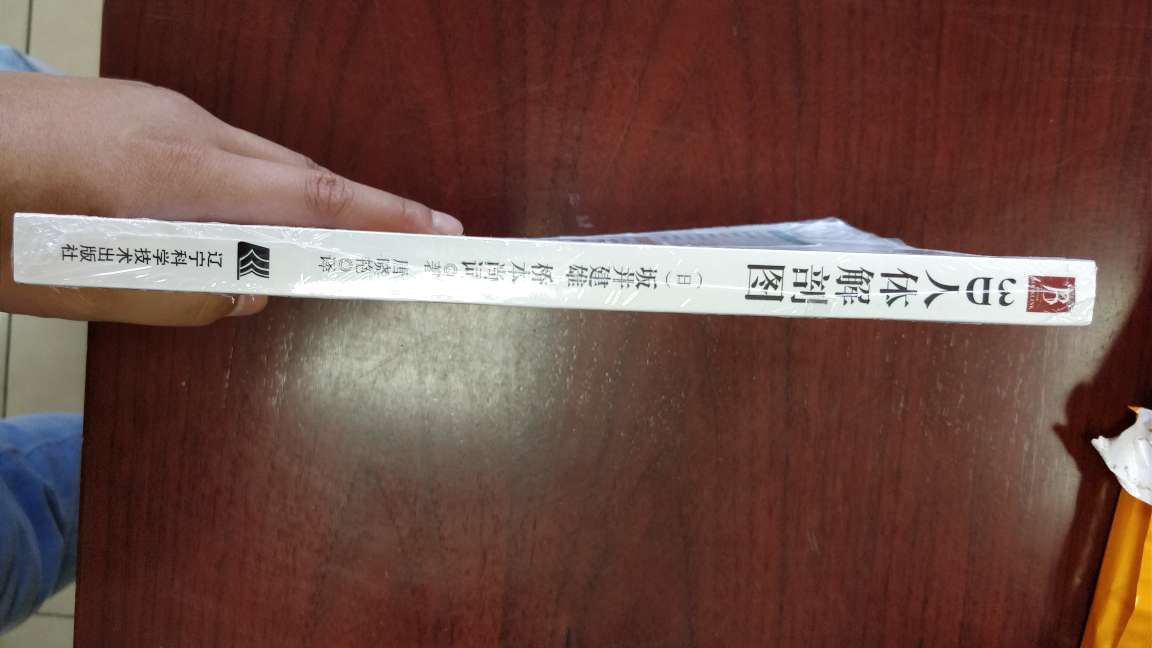 3D人体解剖图
（日）坂井建雄 桥本尚词◎著 唐晓艳◎译
辽宁科学技术出版社